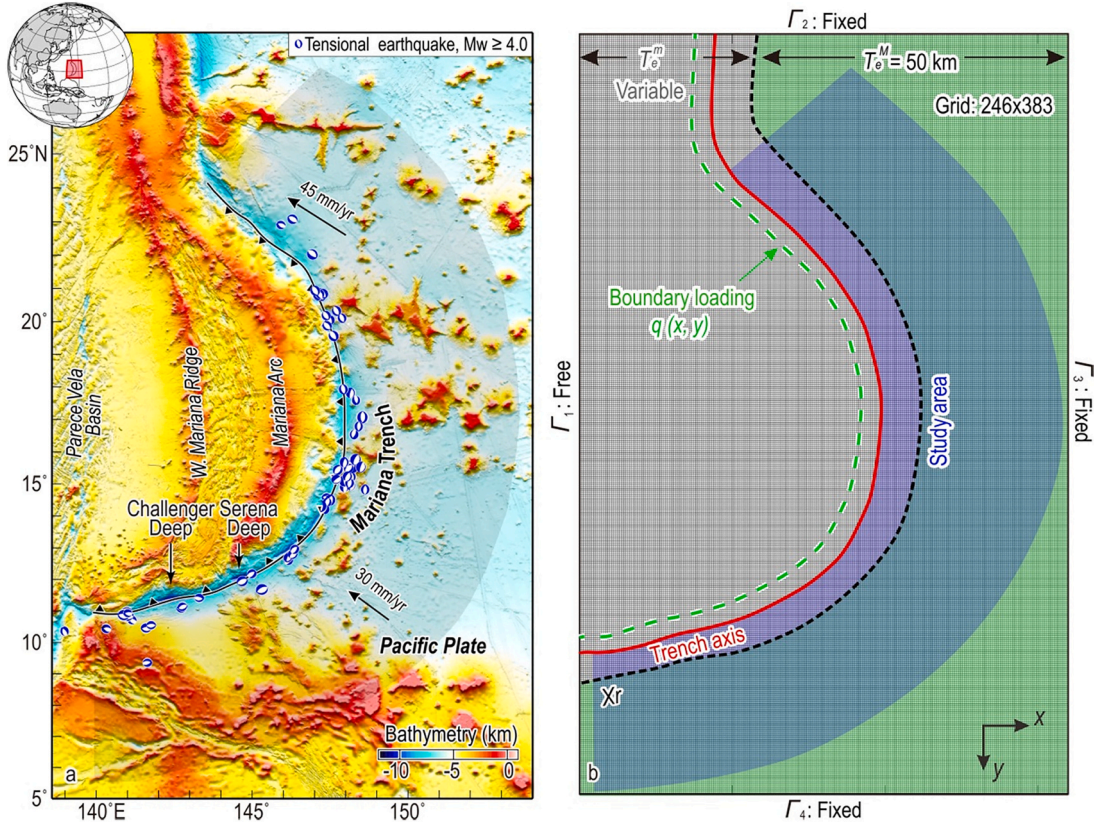 Tensional earthquake, Mw ≥ 4.0
25°N
20°
15°
10°
5°
140°E
145°
150°
45 mm/yr
30 mm/yr
Parece Vela
Basin
W. Mariana Ridge
Mariana Arc
Mariana Trench
Challenger
Deep
Serena
Deep
Pacific Plate
Bathymetry (km)
-10
-5
0
a
Γ₂: Fixed
Tₑᵐ
Variable
Tₑᴹ = 50 km
Grid: 246x383
Boundary loading
q (x, y)
Γ₁: Free
Γ₃: Fixed
Study area
Trench axis
Xr
x
y
b
Γ₄: Fixed